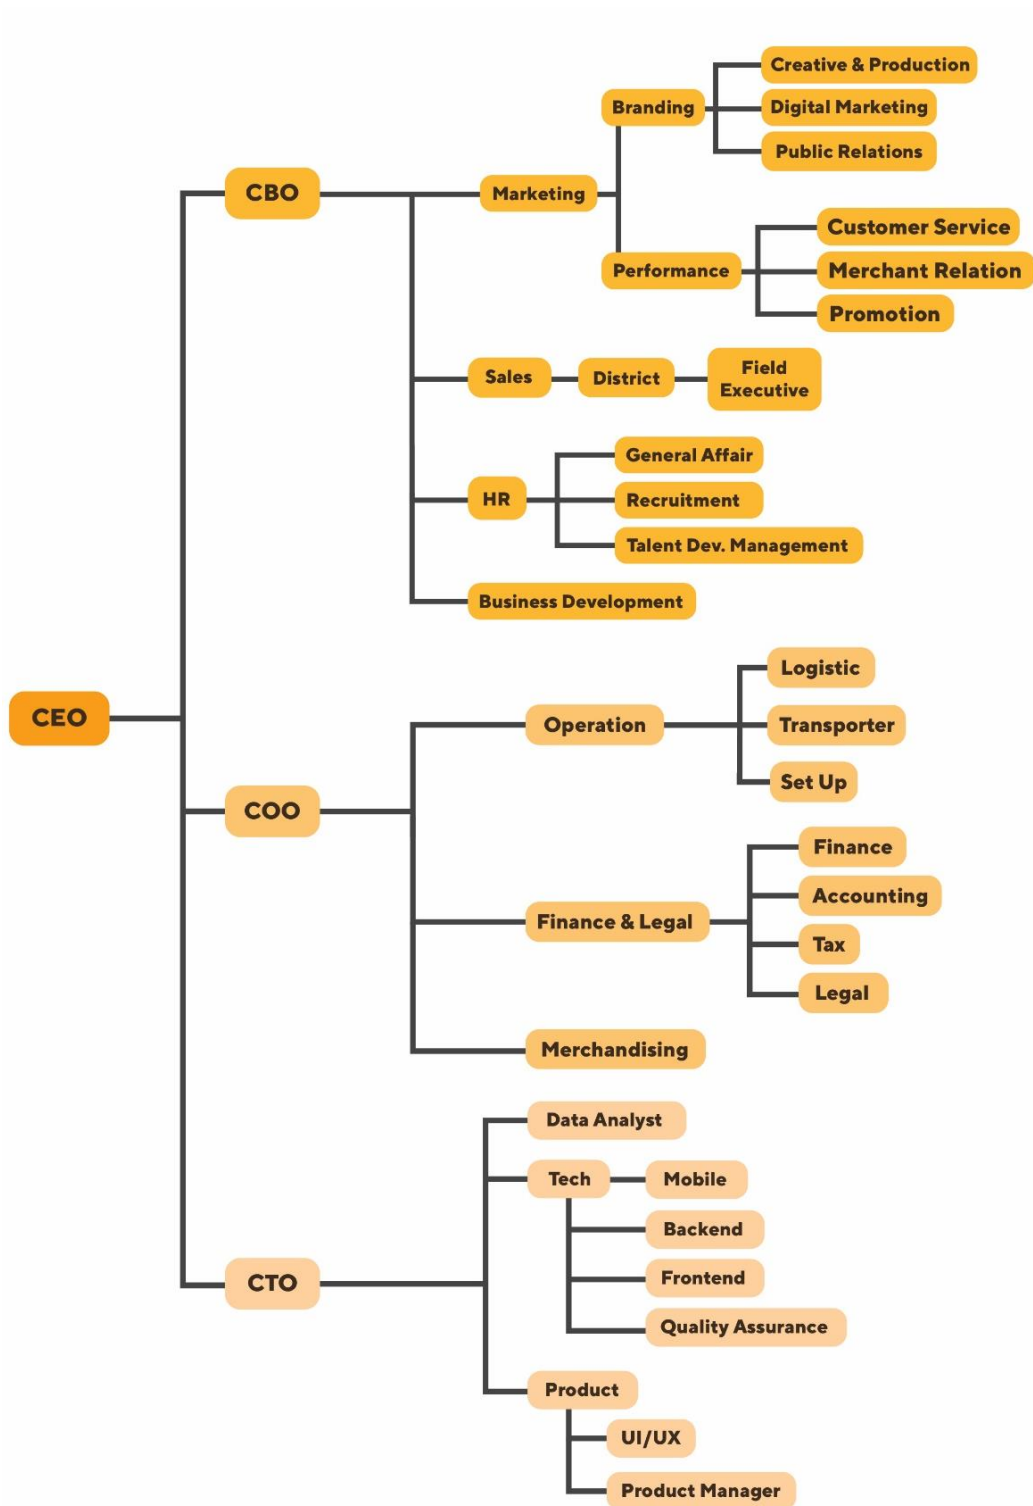 CEO
CBO
Marketing
Branding
Creative & Production
Digital Marketing
Public Relations
Performance
Customer Service
Merchant Relation
Promotion
Sales
District
Field
Executive
HR
General Affair
Recruitment
Talent Dev. Management
Business Development
COO
Operation
Logistic
Transporter
Set Up
Finance & Legal
Finance
Accounting
Tax
Legal
Merchandising
CTO
Data Analyst
Tech
Mobile
Backend
Frontend
Quality Assurance
Product
UI/UX
Product Manager